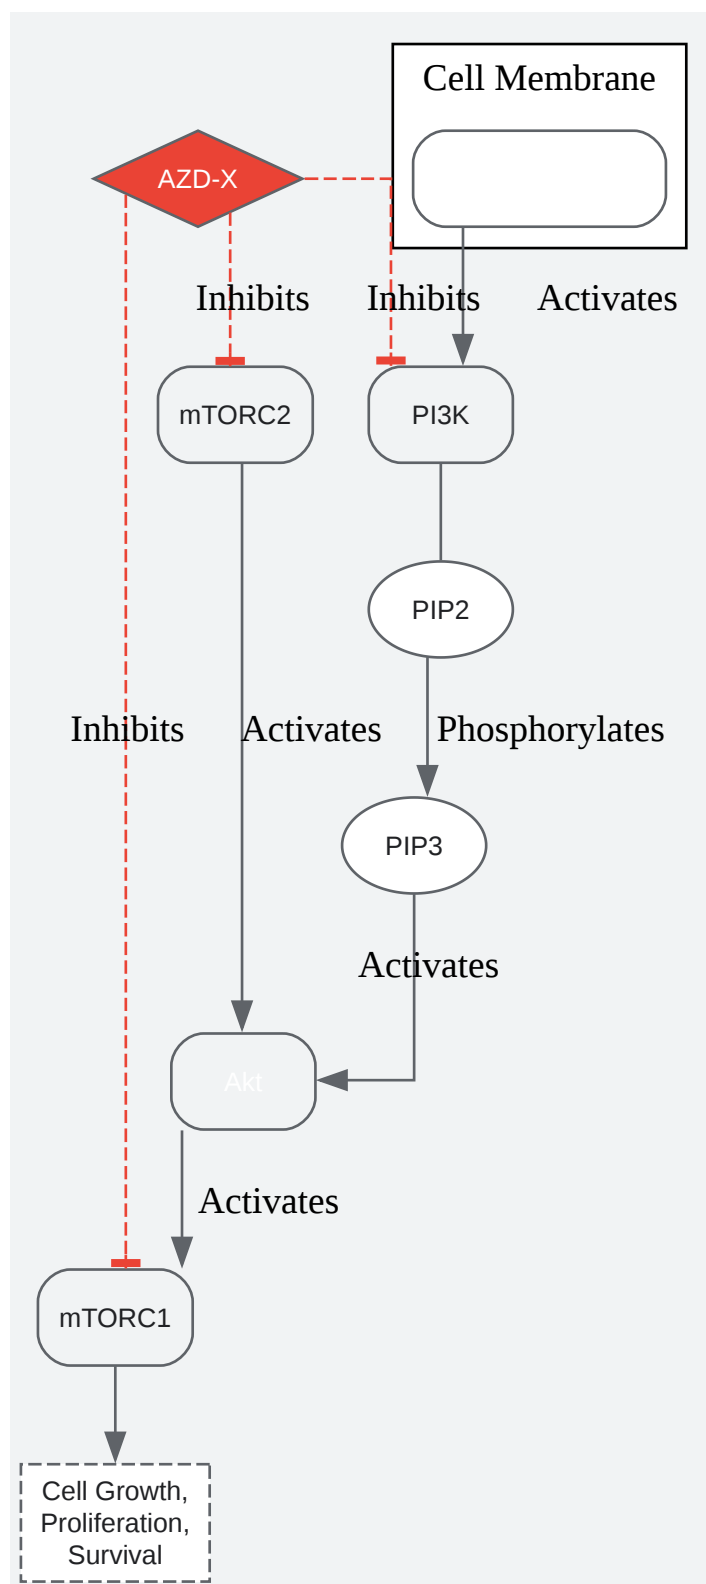 Cell Membrane
AZD-X
Inhibits
Inhibits
Activates
mTORC2
PI3K
PIP2
Inhibits
Activates
Phosphorylates
PIP3
Activates
Akt
Activates
mTORC1
Cell Growth,
Proliferation,
Survival